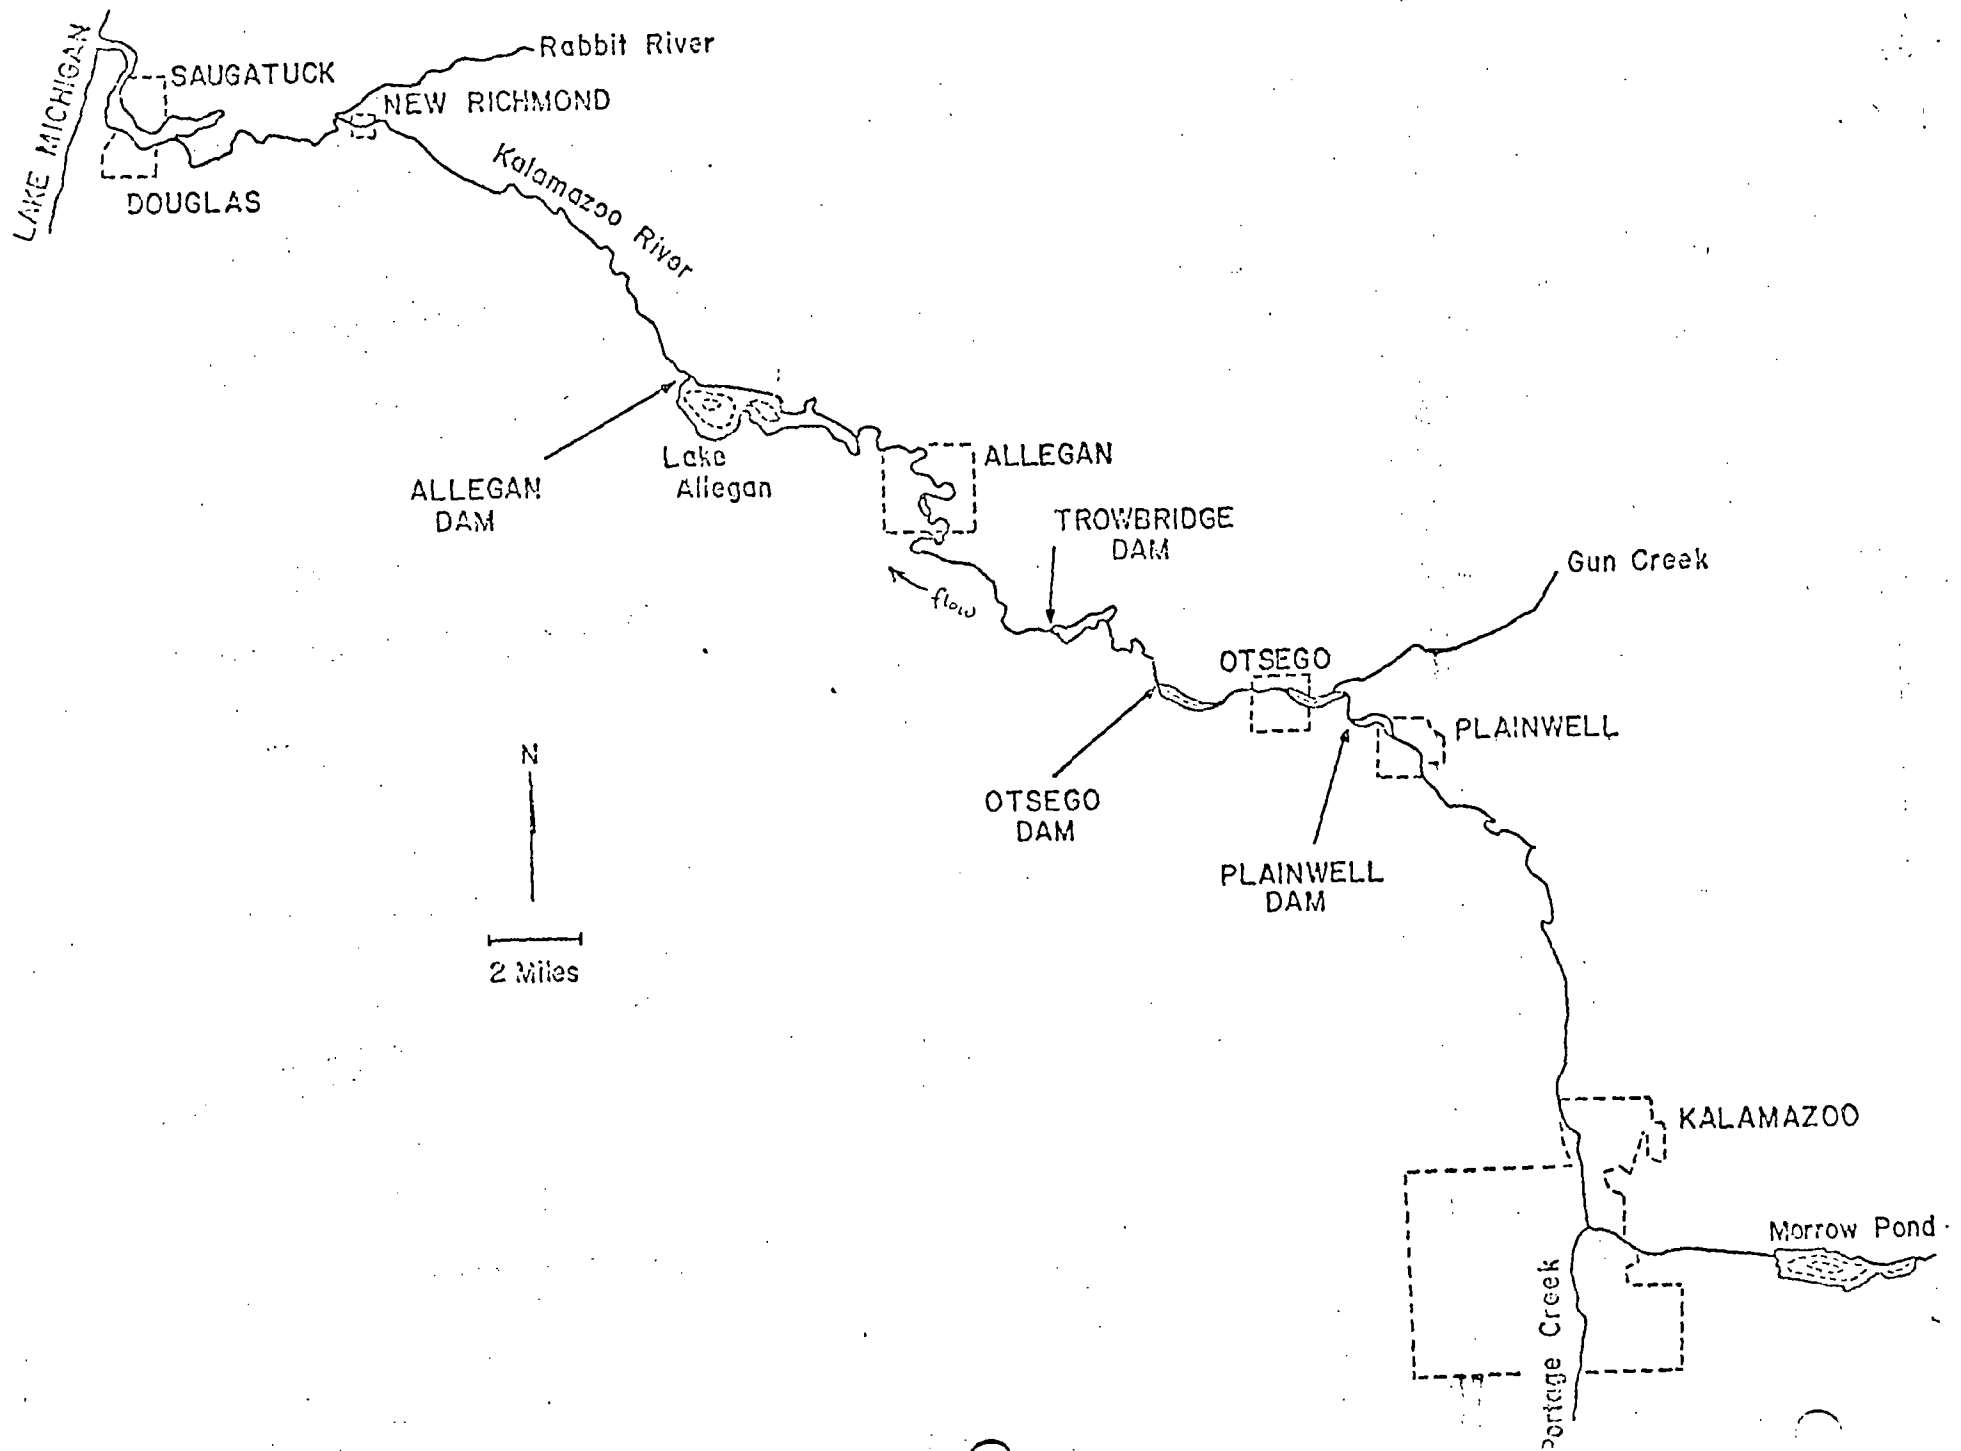 Rabbit River
SAUGATUCK
NEW RICHMOND
LAKE MICHIGAN
DOUGLAS
Kalamazoo River
Lake
Allegan
ALLEGAN
DAM
ALLEGAN
TROWBRIDGE
DAM
flow
Gun Creek
OTSEGO
PLAINWELL
OTSEGO
DAM
PLAINWELL
DAM
N
2 Miles
KALAMAZOO
Morrow Pond
Portage Creek